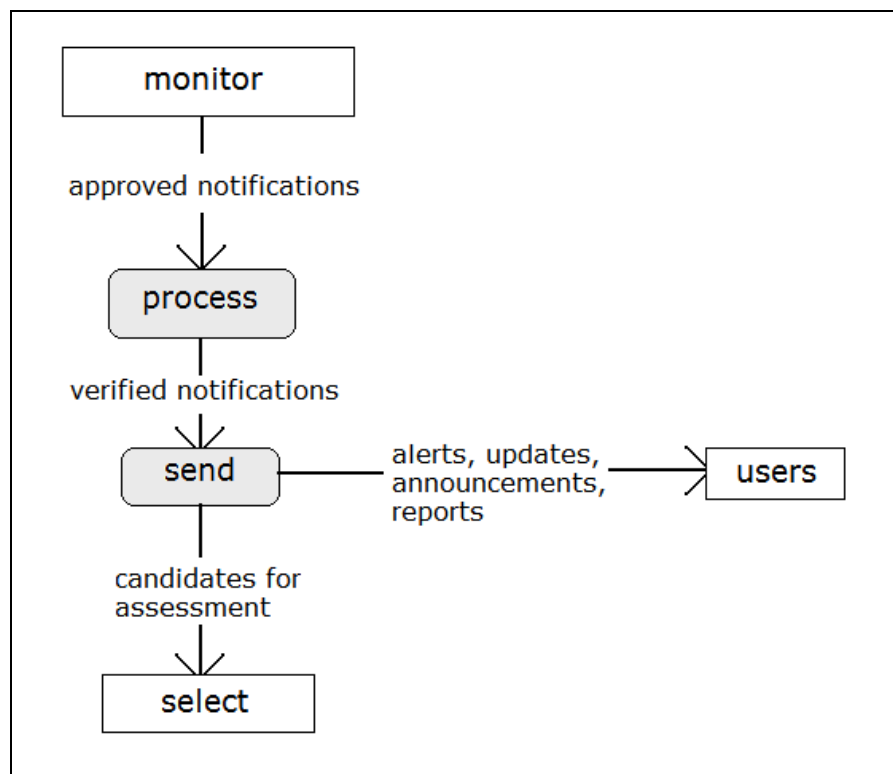 monitor
approved notifications
process
verified notifications
send
alerts, updates,
announcements,
reports
users
candidates for
assessment
select